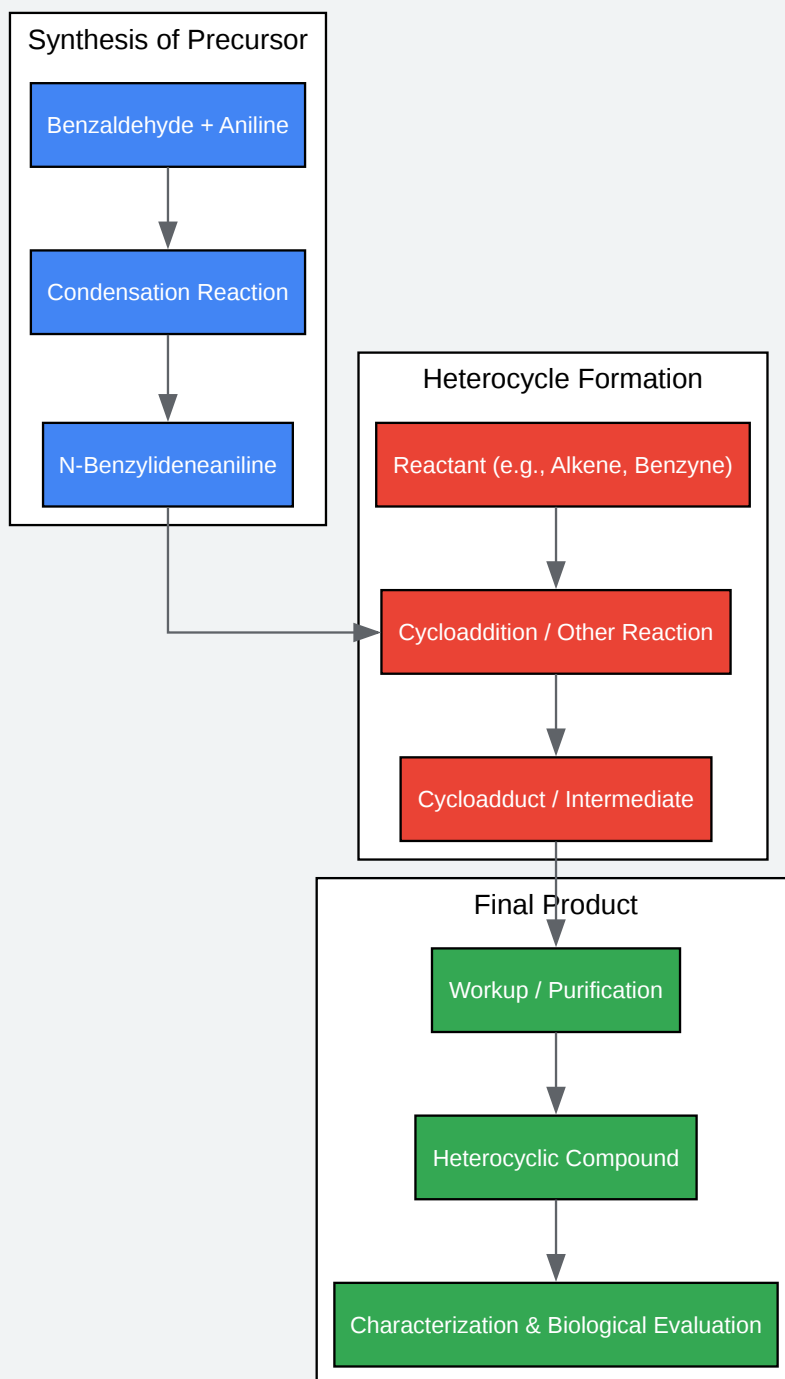 Synthesis of Precursor
Benzaldehyde + Aniline
Condensation Reaction
N-Benzylideneaniline
Heterocycle Formation
Reactant (e.g., Alkene, Benzyne)
Cycloaddition / Other Reaction
Cycloadduct / Intermediate
Final Product
Workup / Purification
Heterocyclic Compound
Characterization & Biological Evaluation